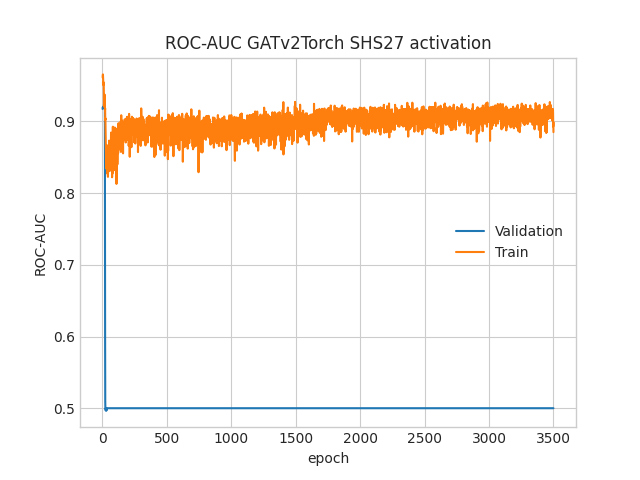 ROC-AUC GATv2Torch SHS27 activation
0.9
0.8
0.7
0.6
0.5
ROC-AUC
Validation
Train
0 500 1000 1500 2000 2500 3000 3500
epoch